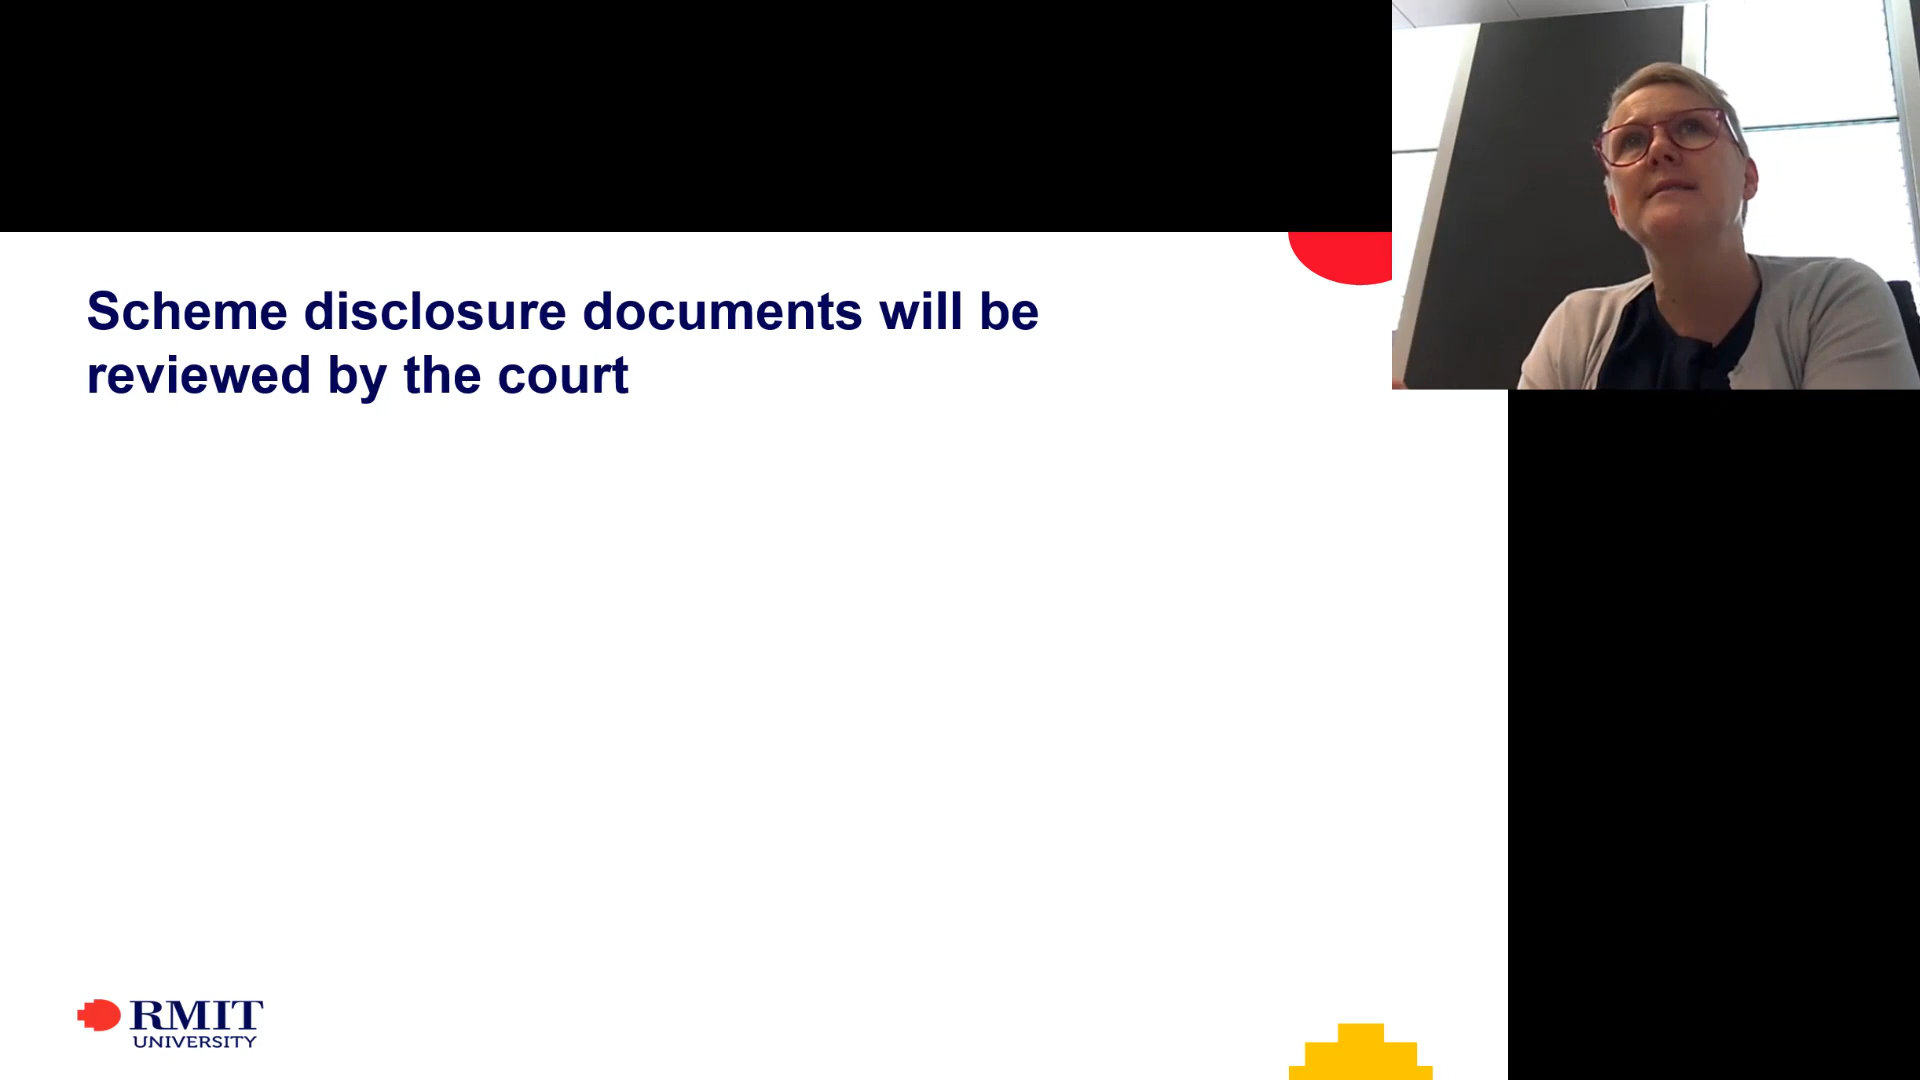 Scheme disclosure documents will be
reviewed by the court
RMIT
UNIVERSITY